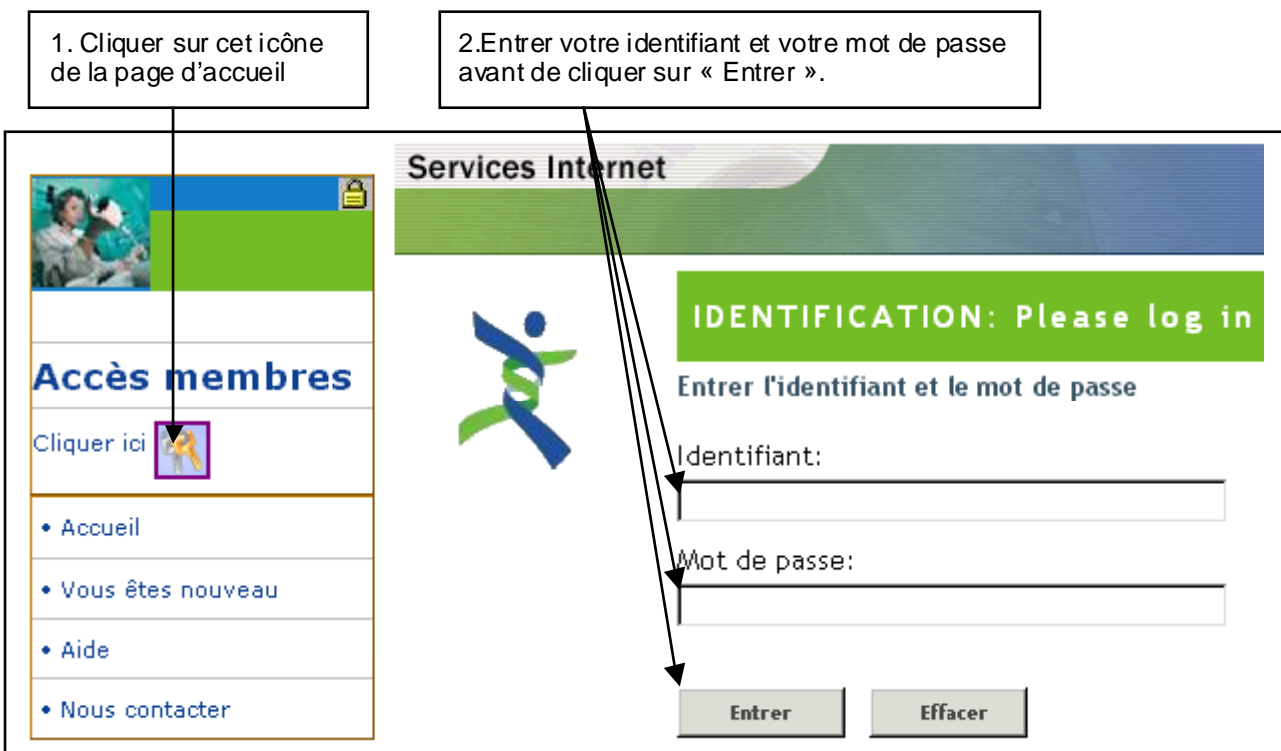 1. Cliquer sur cet icône
de la page d'accueil
2.Entrer votre identifiant et votre mot de passe
avant de cliquer sur « Entrer ».
Services Internet
Accès membres
Cliquer ici
• Accueil
• Vous êtes nouveau
• Aide
• Nous contacter
IDENTIFICATION: Please log in
Entrer l'identifiant et le mot de passe
Identifiant:
Mot de passe:
Entrer
Effacer